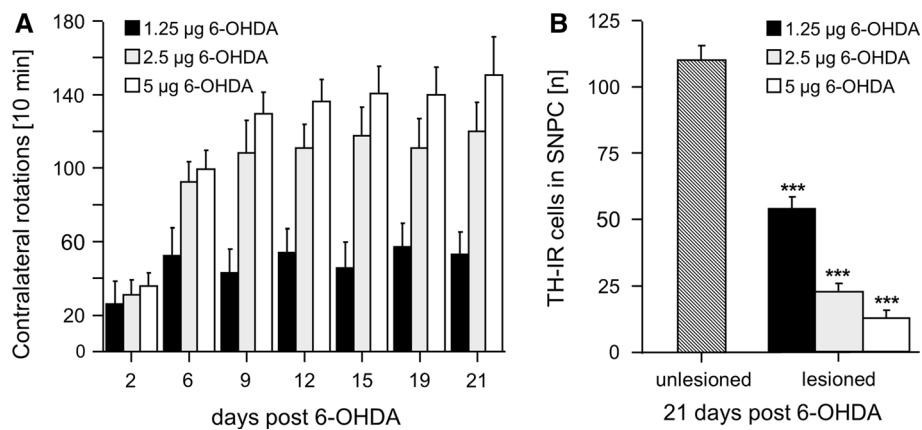 A
Contralateral rotations [10 min]
180
140
100
60
20
0
1.25 µg 6-OHDA
2.5 µg 6-OHDA
5 µg 6-OHDA
2 6 9 12 15 19 21
days post 6-OHDA
B
TH-IR cells in SNPC [n]
125
100
75
50
25
0
1.25 µg 6-OHDA
2.5 µg 6-OHDA
5 µg 6-OHDA
***
***
***
unlesioned lesioned
21 days post 6-OHDA